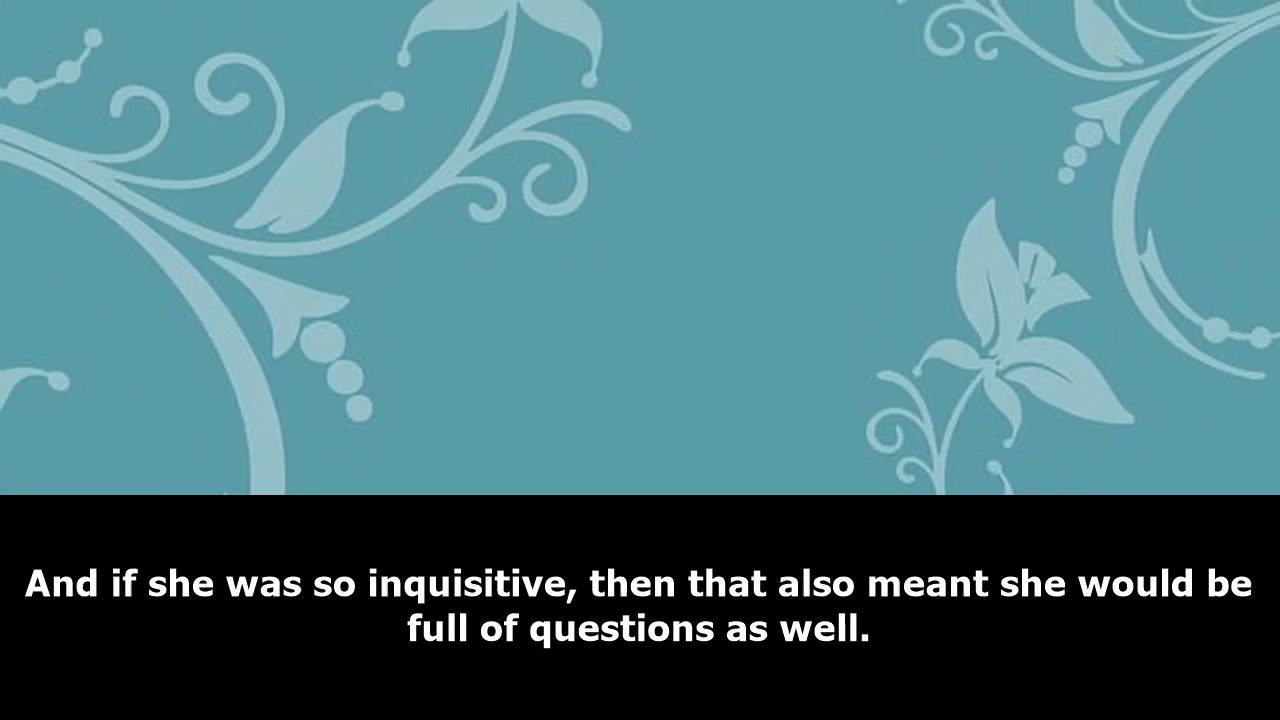 And if she was so inquisitive, then that also meant she would be
full of questions as well.